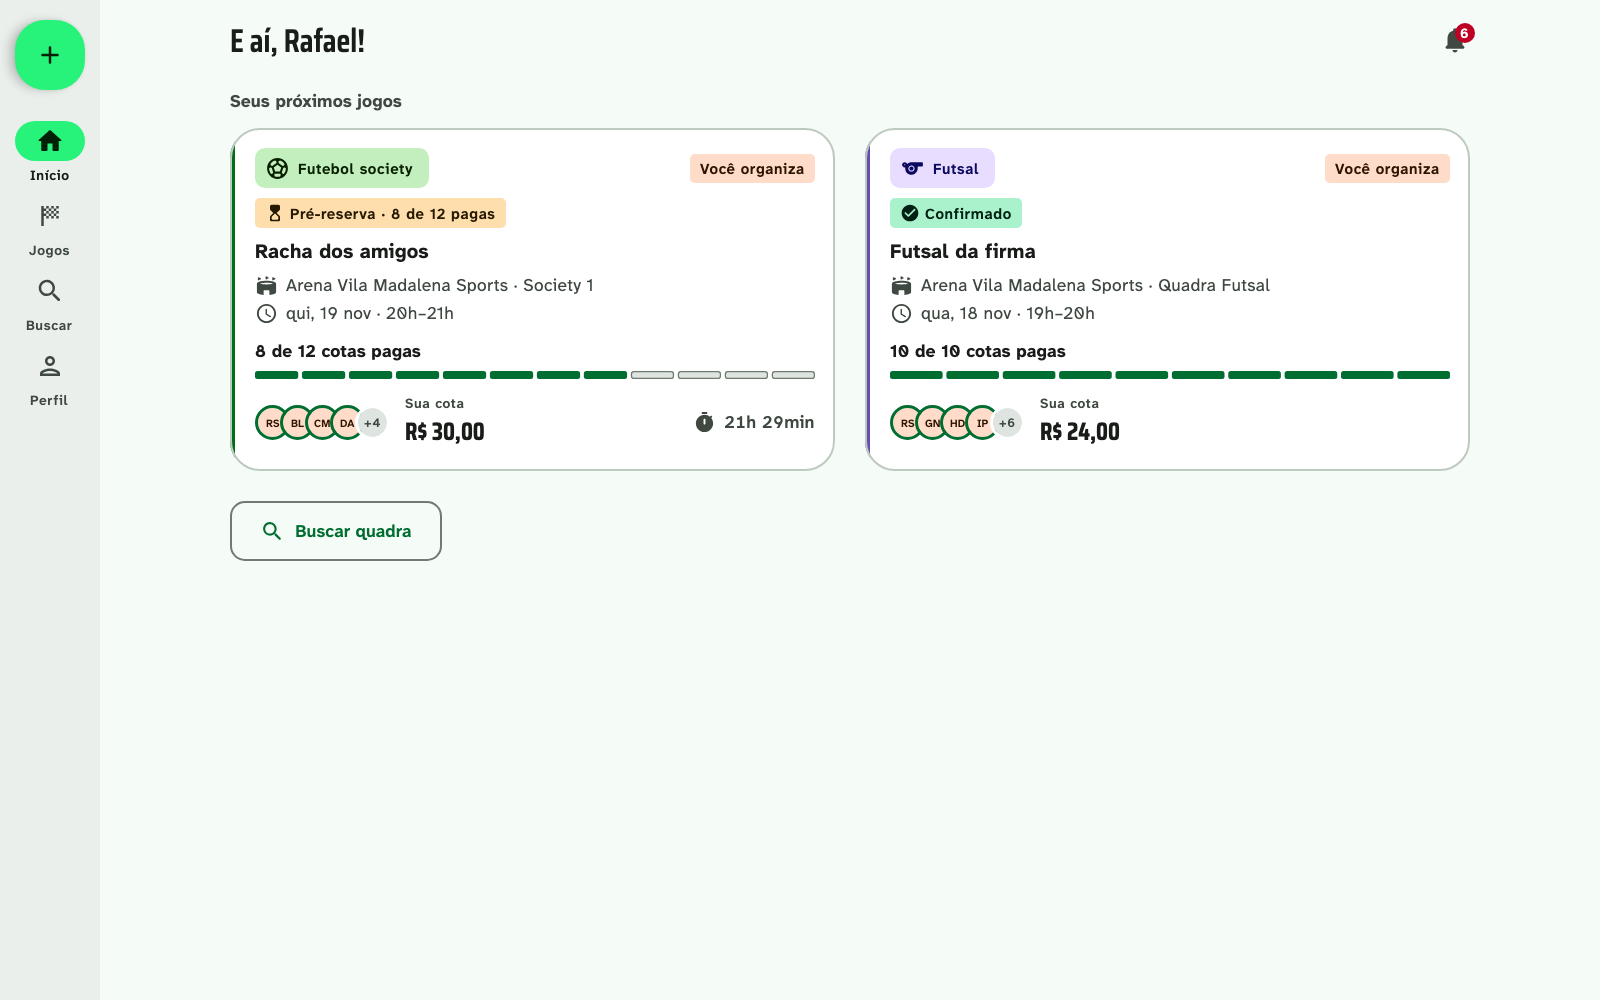 E aí, Rafael!
6
Início
Jogos
Buscar
Perfil
Seus próximos jogos
Futebol society
Você organiza
Pré-reserva · 8 de 12 pagas
Racha dos amigos
Arena Vila Madalena Sports · Society 1
qui, 19 nov · 20h–21h
8 de 12 cotas pagas
RS BL CM DA +4
Sua cota
R$ 30,00
21h 29min
Futsal
Você organiza
Confirmado
Futsal da firma
Arena Vila Madalena Sports · Quadra Futsal
qua, 18 nov · 19h–20h
10 de 10 cotas pagas
RS GN HD IP +6
Sua cota
R$ 24,00
Buscar quadra